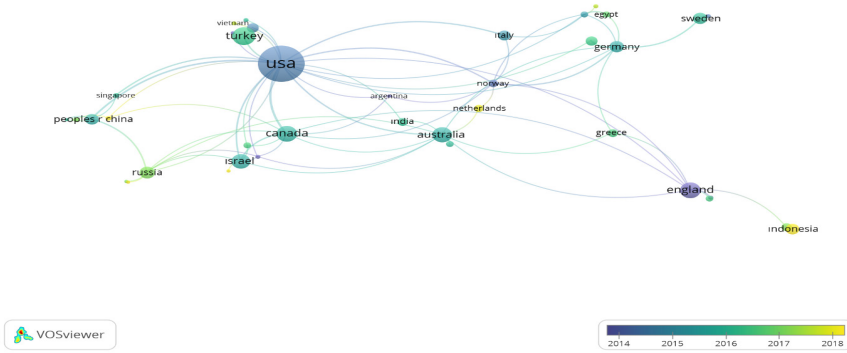 egypt
sweden
vietnam
turkey
italy
germany
usa
norway
singapore
argentina
netherlands
peoples r china
india
canada
australia
greece
israel
russia
england
indonesia
VOSviewer
2014 2015 2016 2017 2018